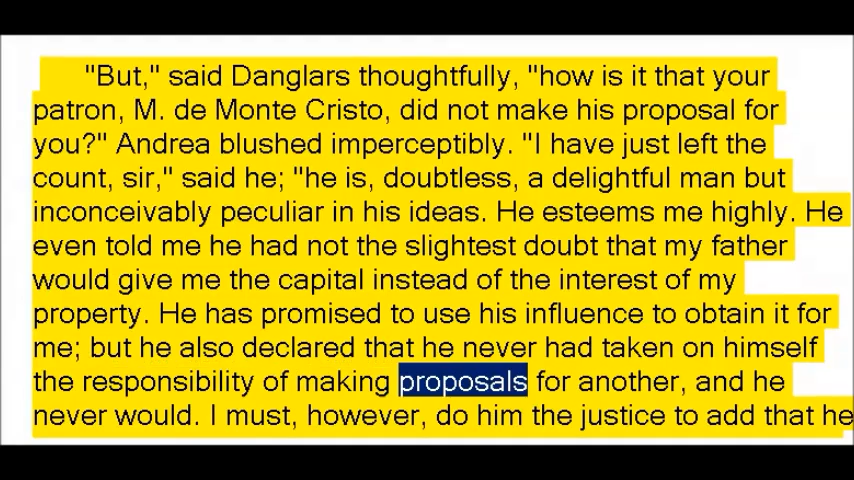 "But," said Danglars thoughtfully, "how is it that your
patron, M. de Monte Cristo, did not make his proposal for
you?" Andrea blushed imperceptibly. "I have just left the
count, sir," said he; "he is, doubtless, a delightful man but
inconceivably peculiar in his ideas. He esteems me highly. He
even told me he had not the slightest doubt that my father
would give me the capital instead of the interest of my
property. He has promised to use his influence to obtain it for
me; but he also declared that he never had taken on himself
the responsibility of making proposals for another, and he
never would. I must, however, do him the justice to add that he